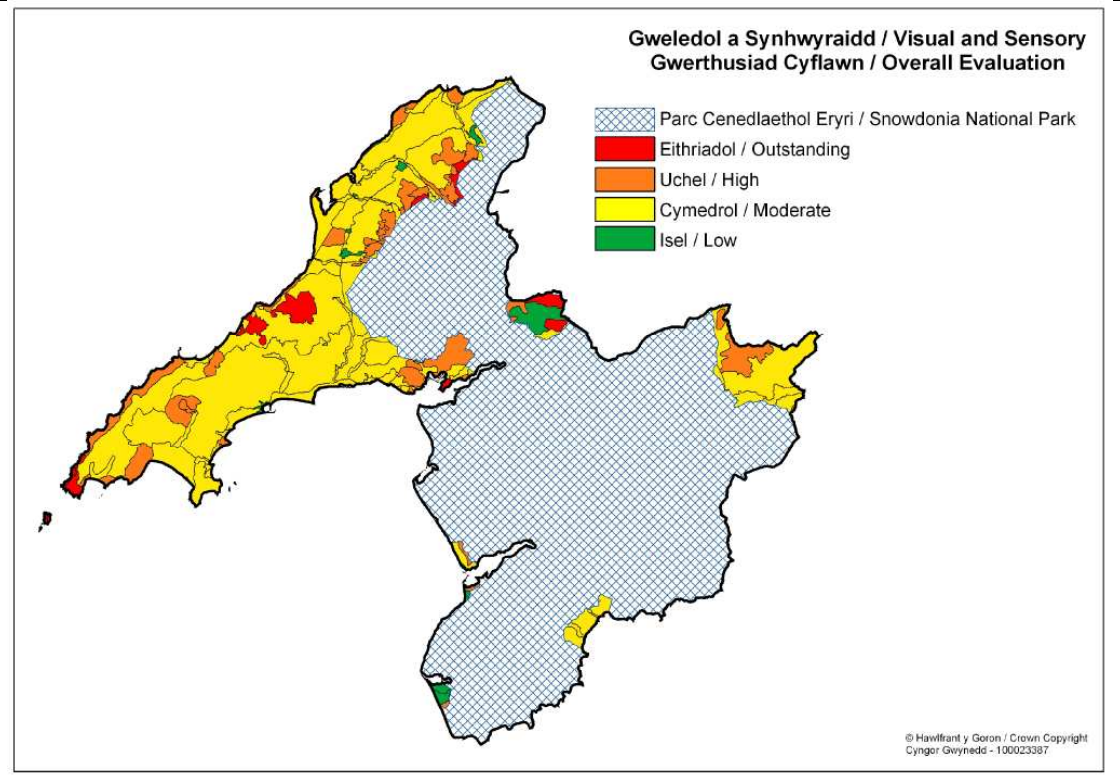 Gweledol a Synhwyraidd / Visual and Sensory
Gwerthusiad Cyflawn / Overall Evaluation
Parc Cenedlaethol Eryri / Snowdonia National Park
Eithriadol / Outstanding
Uchel / High
Cymedrol / Moderate
Isel / Low
© Hawlfraint y Goron / Crown Copyright
Cyngor Gwynedd - 100023387